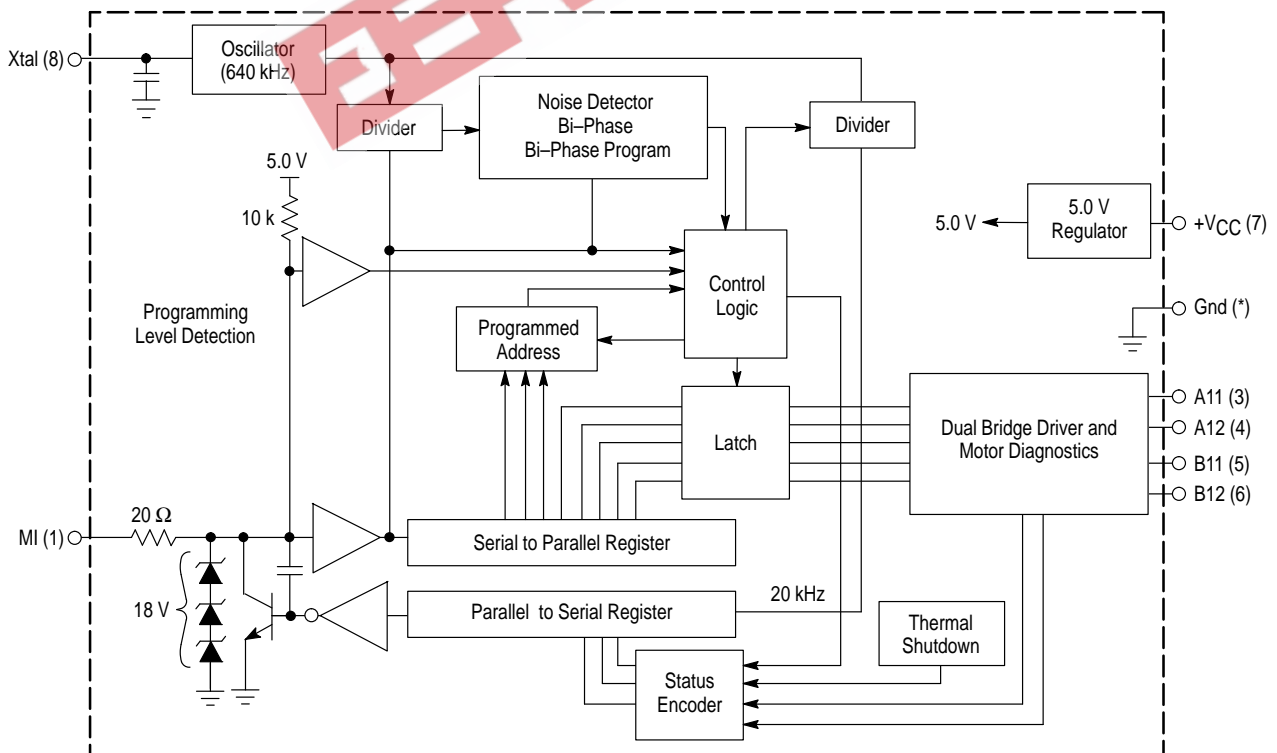 Xtal (8)
Oscillator
(640 kHz)
Divider
Noise Detector
Bi–Phase
Bi–Phase Program
Divider
5.0 V
10 k
5.0 V
5.0 V
Regulator
+VCC (7)
Control
Logic
Gnd (*)
Programming
Level Detection
Programmed
Address
Latch
Dual Bridge Driver and
Motor Diagnostics
A11 (3)
A12 (4)
B11 (5)
B12 (6)
MI (1)
20 Ω
Serial to Parallel Register
18 V
Parallel to Serial Register
20 kHz
Thermal
Shutdown
Status
Encoder